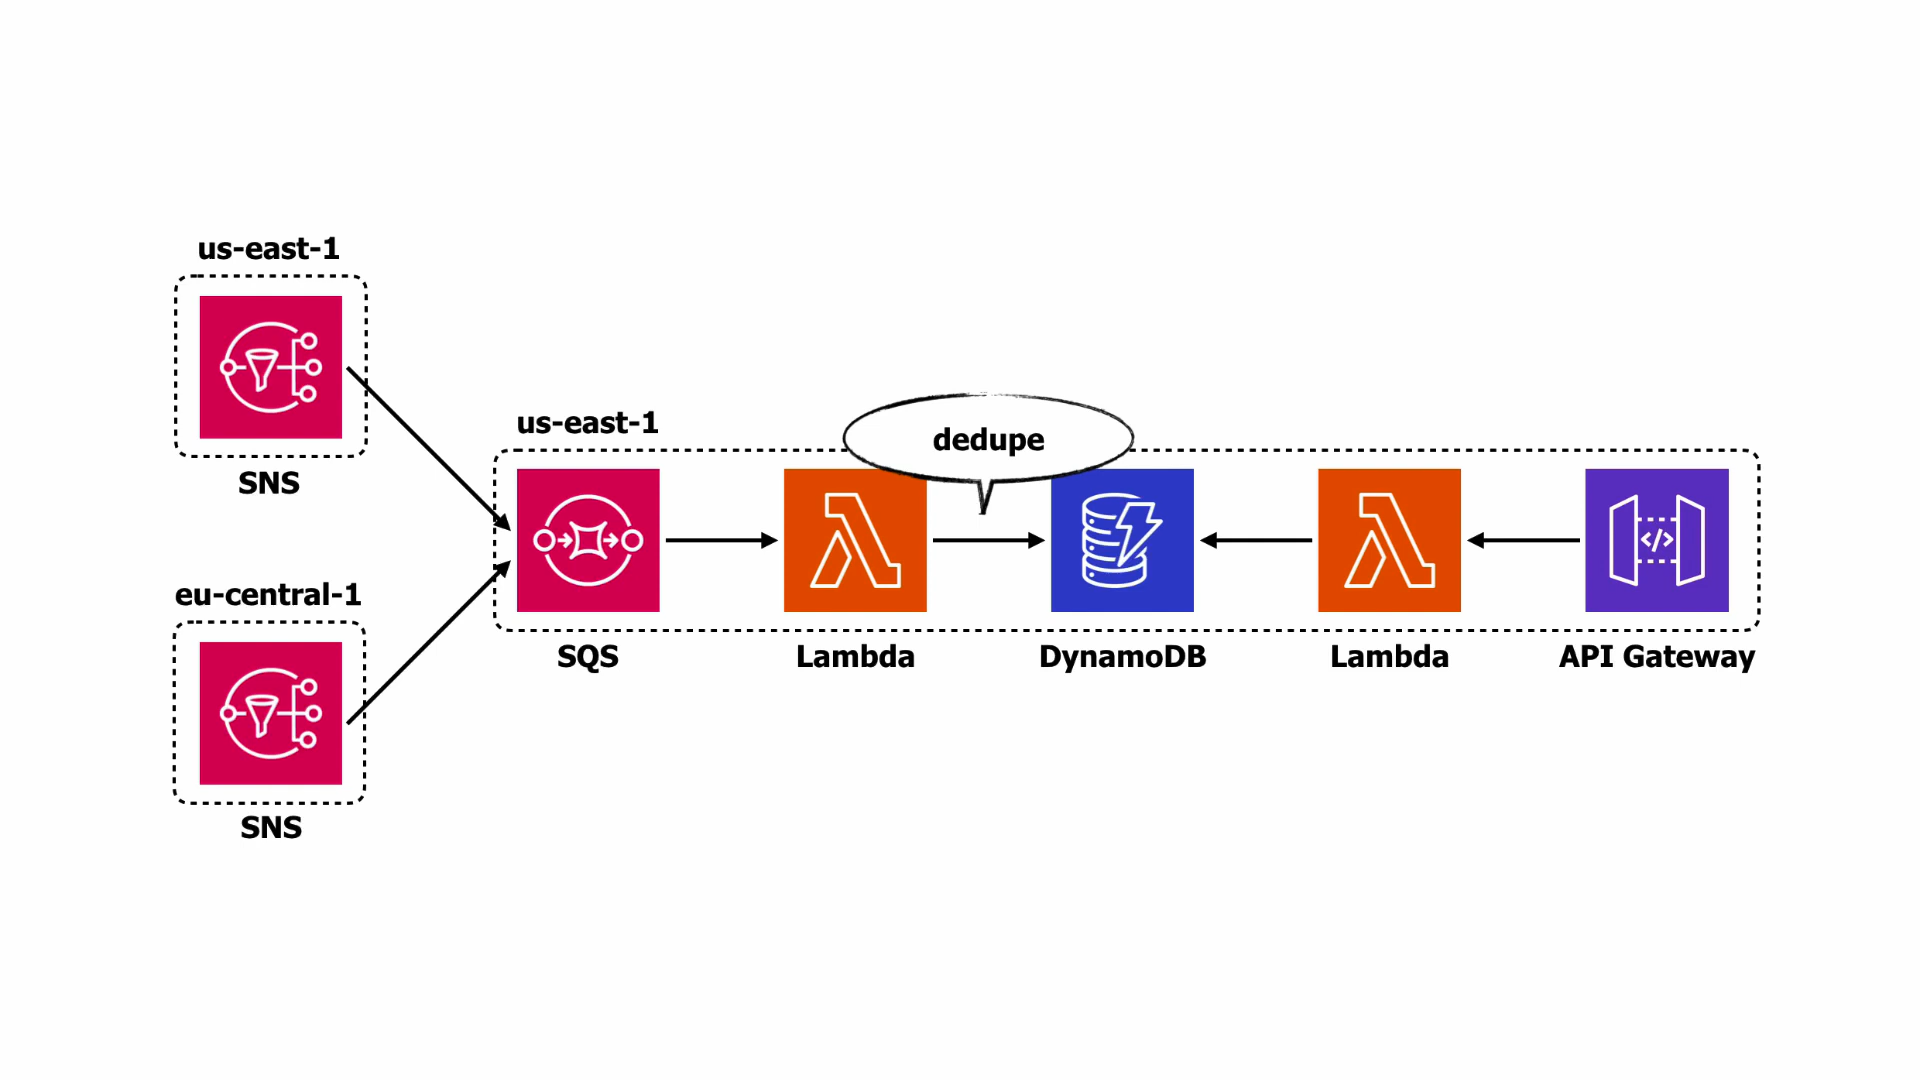 us-east-1
SNS
us-east-1
dedupe
eu-central-1
SQS
Lambda
DynamoDB
Lambda
API Gateway
SNS